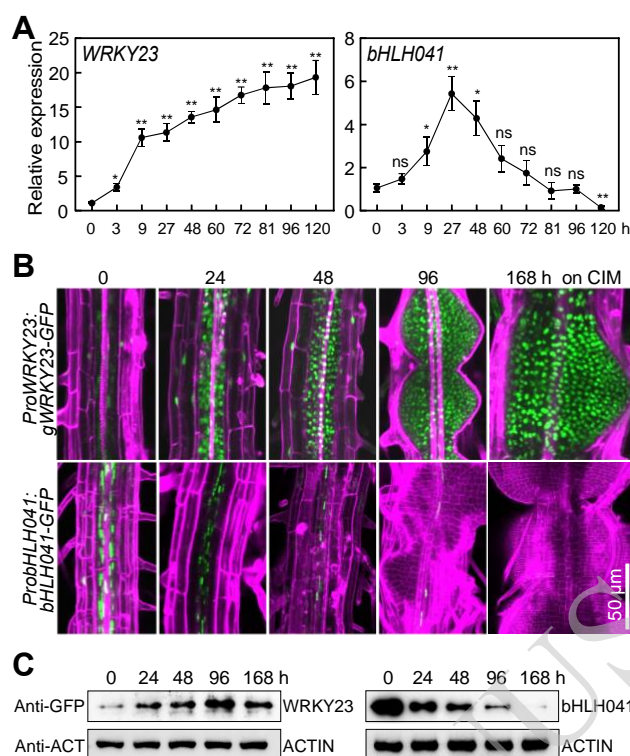 A
WRKY23
bHLH041
Relative expression
25
20
15
10
5
0
* ** ** ** ** ** ** ** **
0 3 9 27 48 60 72 81 96 120
8
6
4
2
0
ns * ** * ns ns ns ns **
0 3 9 27 48 60 72 81 96 120 h
B
0 24 48 96 168 h on CIM
ProWRKY23:
gWRKY23-GFP
ProbHLH041:
bHLH041-GFP
50 µm
C
0 24 48 96 168 h
Anti-GFP WRKY23
Anti-ACT ACTIN
0 24 48 96 168 h
bHLH041
ACTIN